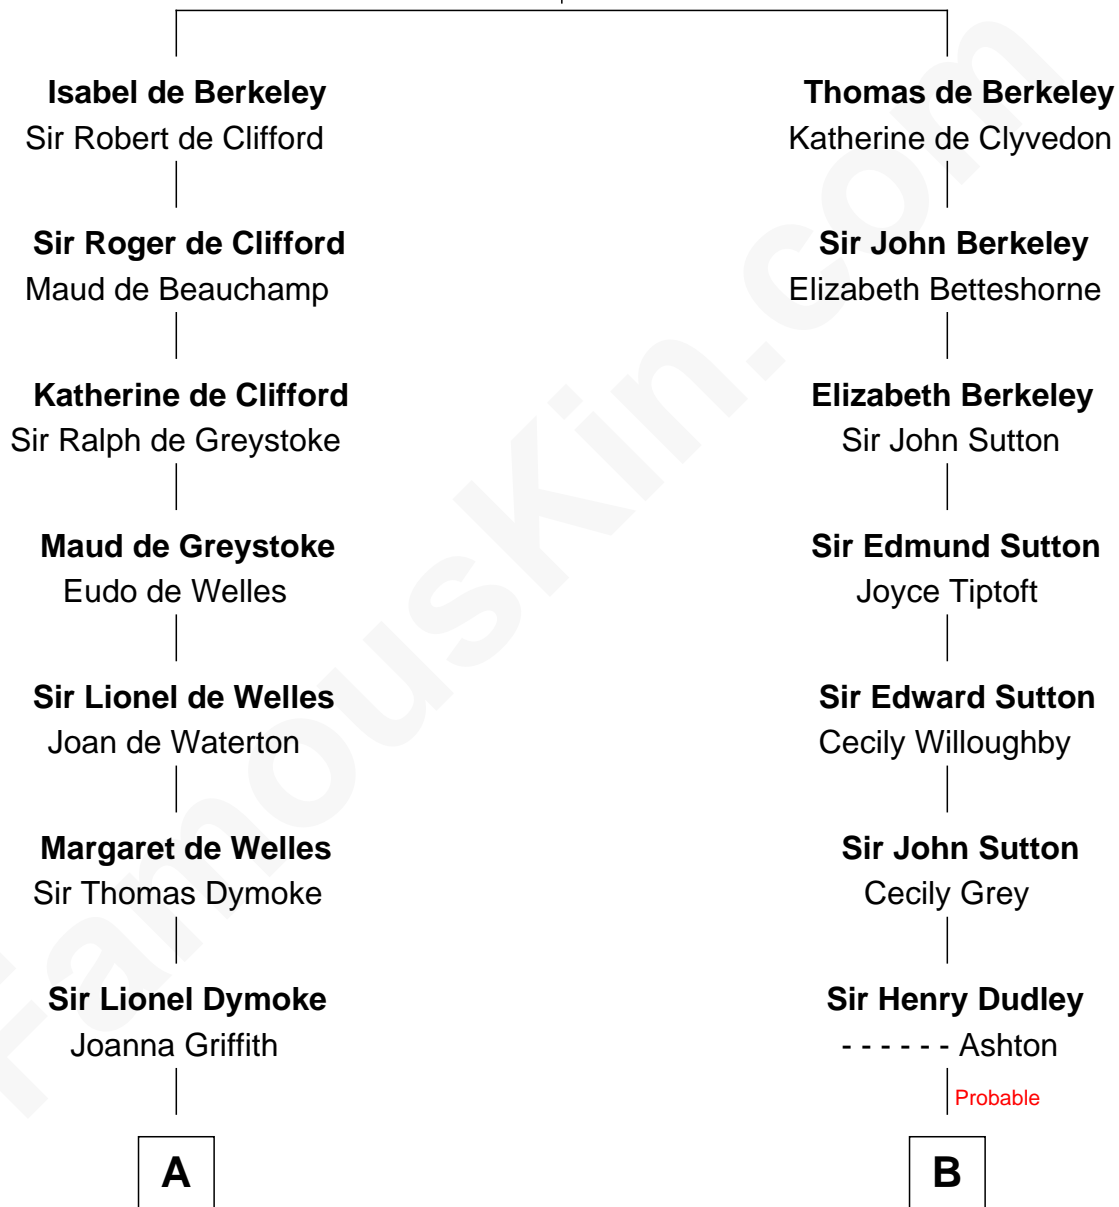 Isabel de Berkeley
Sir Robert de Clifford
Sir Roger de Clifford
Maud de Beauchamp
Katherine de Clifford
Sir Ralph de Greystoke
Maud de Greystoke
Eudo de Welles
Sir Lionel de Welles
Joan de Waterton
Margaret de Welles
Sir Thomas Dymoke
Sir Lionel Dymoke
Joanna Griffith
A
Thomas de Berkeley
Katherine de Clyvedon
Sir John Berkeley
Elizabeth Betteshorne
Elizabeth Berkeley
Sir John Sutton
Sir Edmund Sutton
Joyce Tiptoft
Sir Edward Sutton
Cecily Willoughby
Sir John Sutton
Cecily Grey
Sir Henry Dudley
- - - - - - Ashton
Probable
B
FamousKin.com